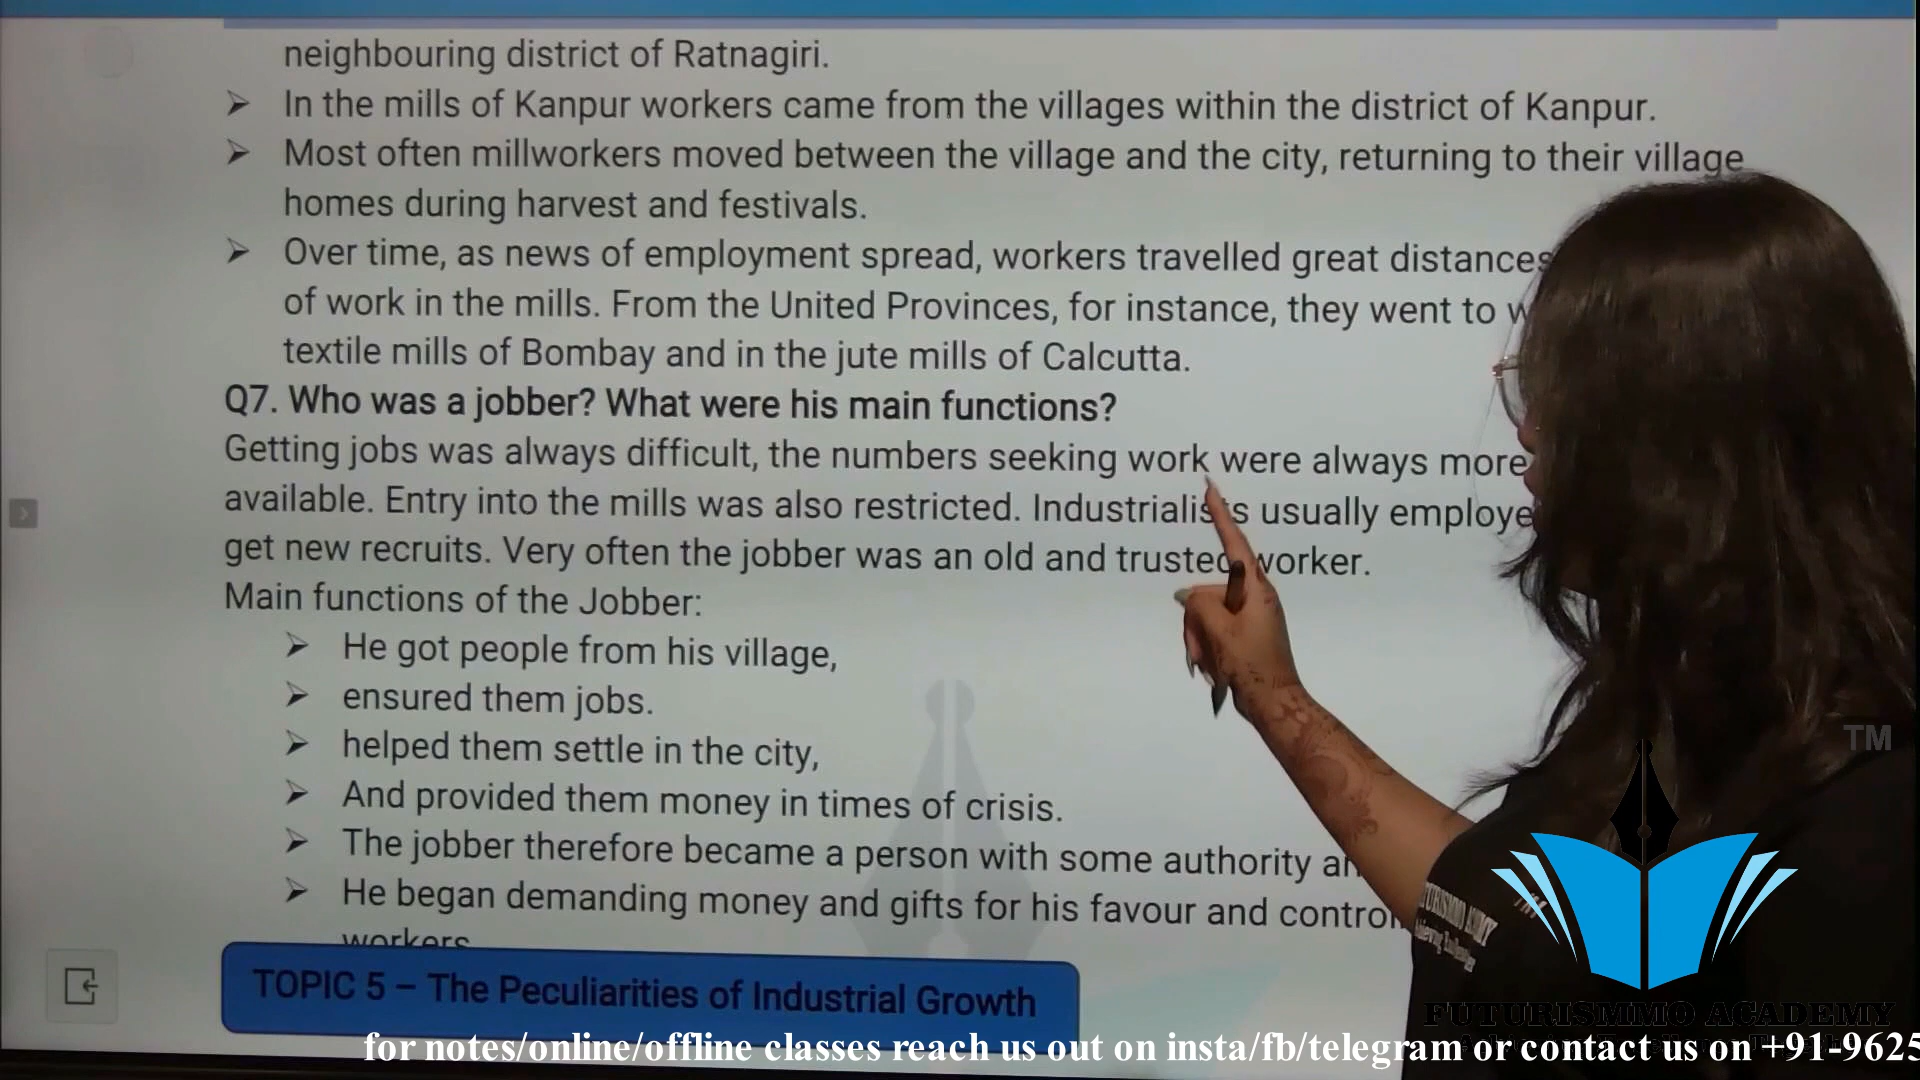 neighbouring district of Ratnagiri.
➢ In the mills of Kanpur workers came from the villages within the district of Kanpur.
➢ Most often millworkers moved between the village and the city, returning to their village
homes during harvest and festivals.
➢ Over time, as news of employment spread, workers travelled great distances
of work in the mills. From the United Provinces, for instance, they went to
textile mills of Bombay and in the jute mills of Calcutta.
Q7. Who was a jobber? What were his main functions?
Getting jobs was always difficult, the numbers seeking work were always more
available. Entry into the mills was also restricted. Industrialists usually employe
get new recruits. Very often the jobber was an old and trusted worker.
Main functions of the Jobber:
➢ He got people from his village,
➢ ensured them jobs.
➢ helped them settle in the city,
➢ And provided them money in times of crisis.
➢ The jobber therefore became a person with some authority
➢ He began demanding money and gifts for his favour and control
workers
TOPIC 5 – The Peculiarities of Industrial Growth
TM
FUTURISMMO ACADEMY
for notes/online/offline classes reach us out on insta/fb/telegram or contact us on +91-9625